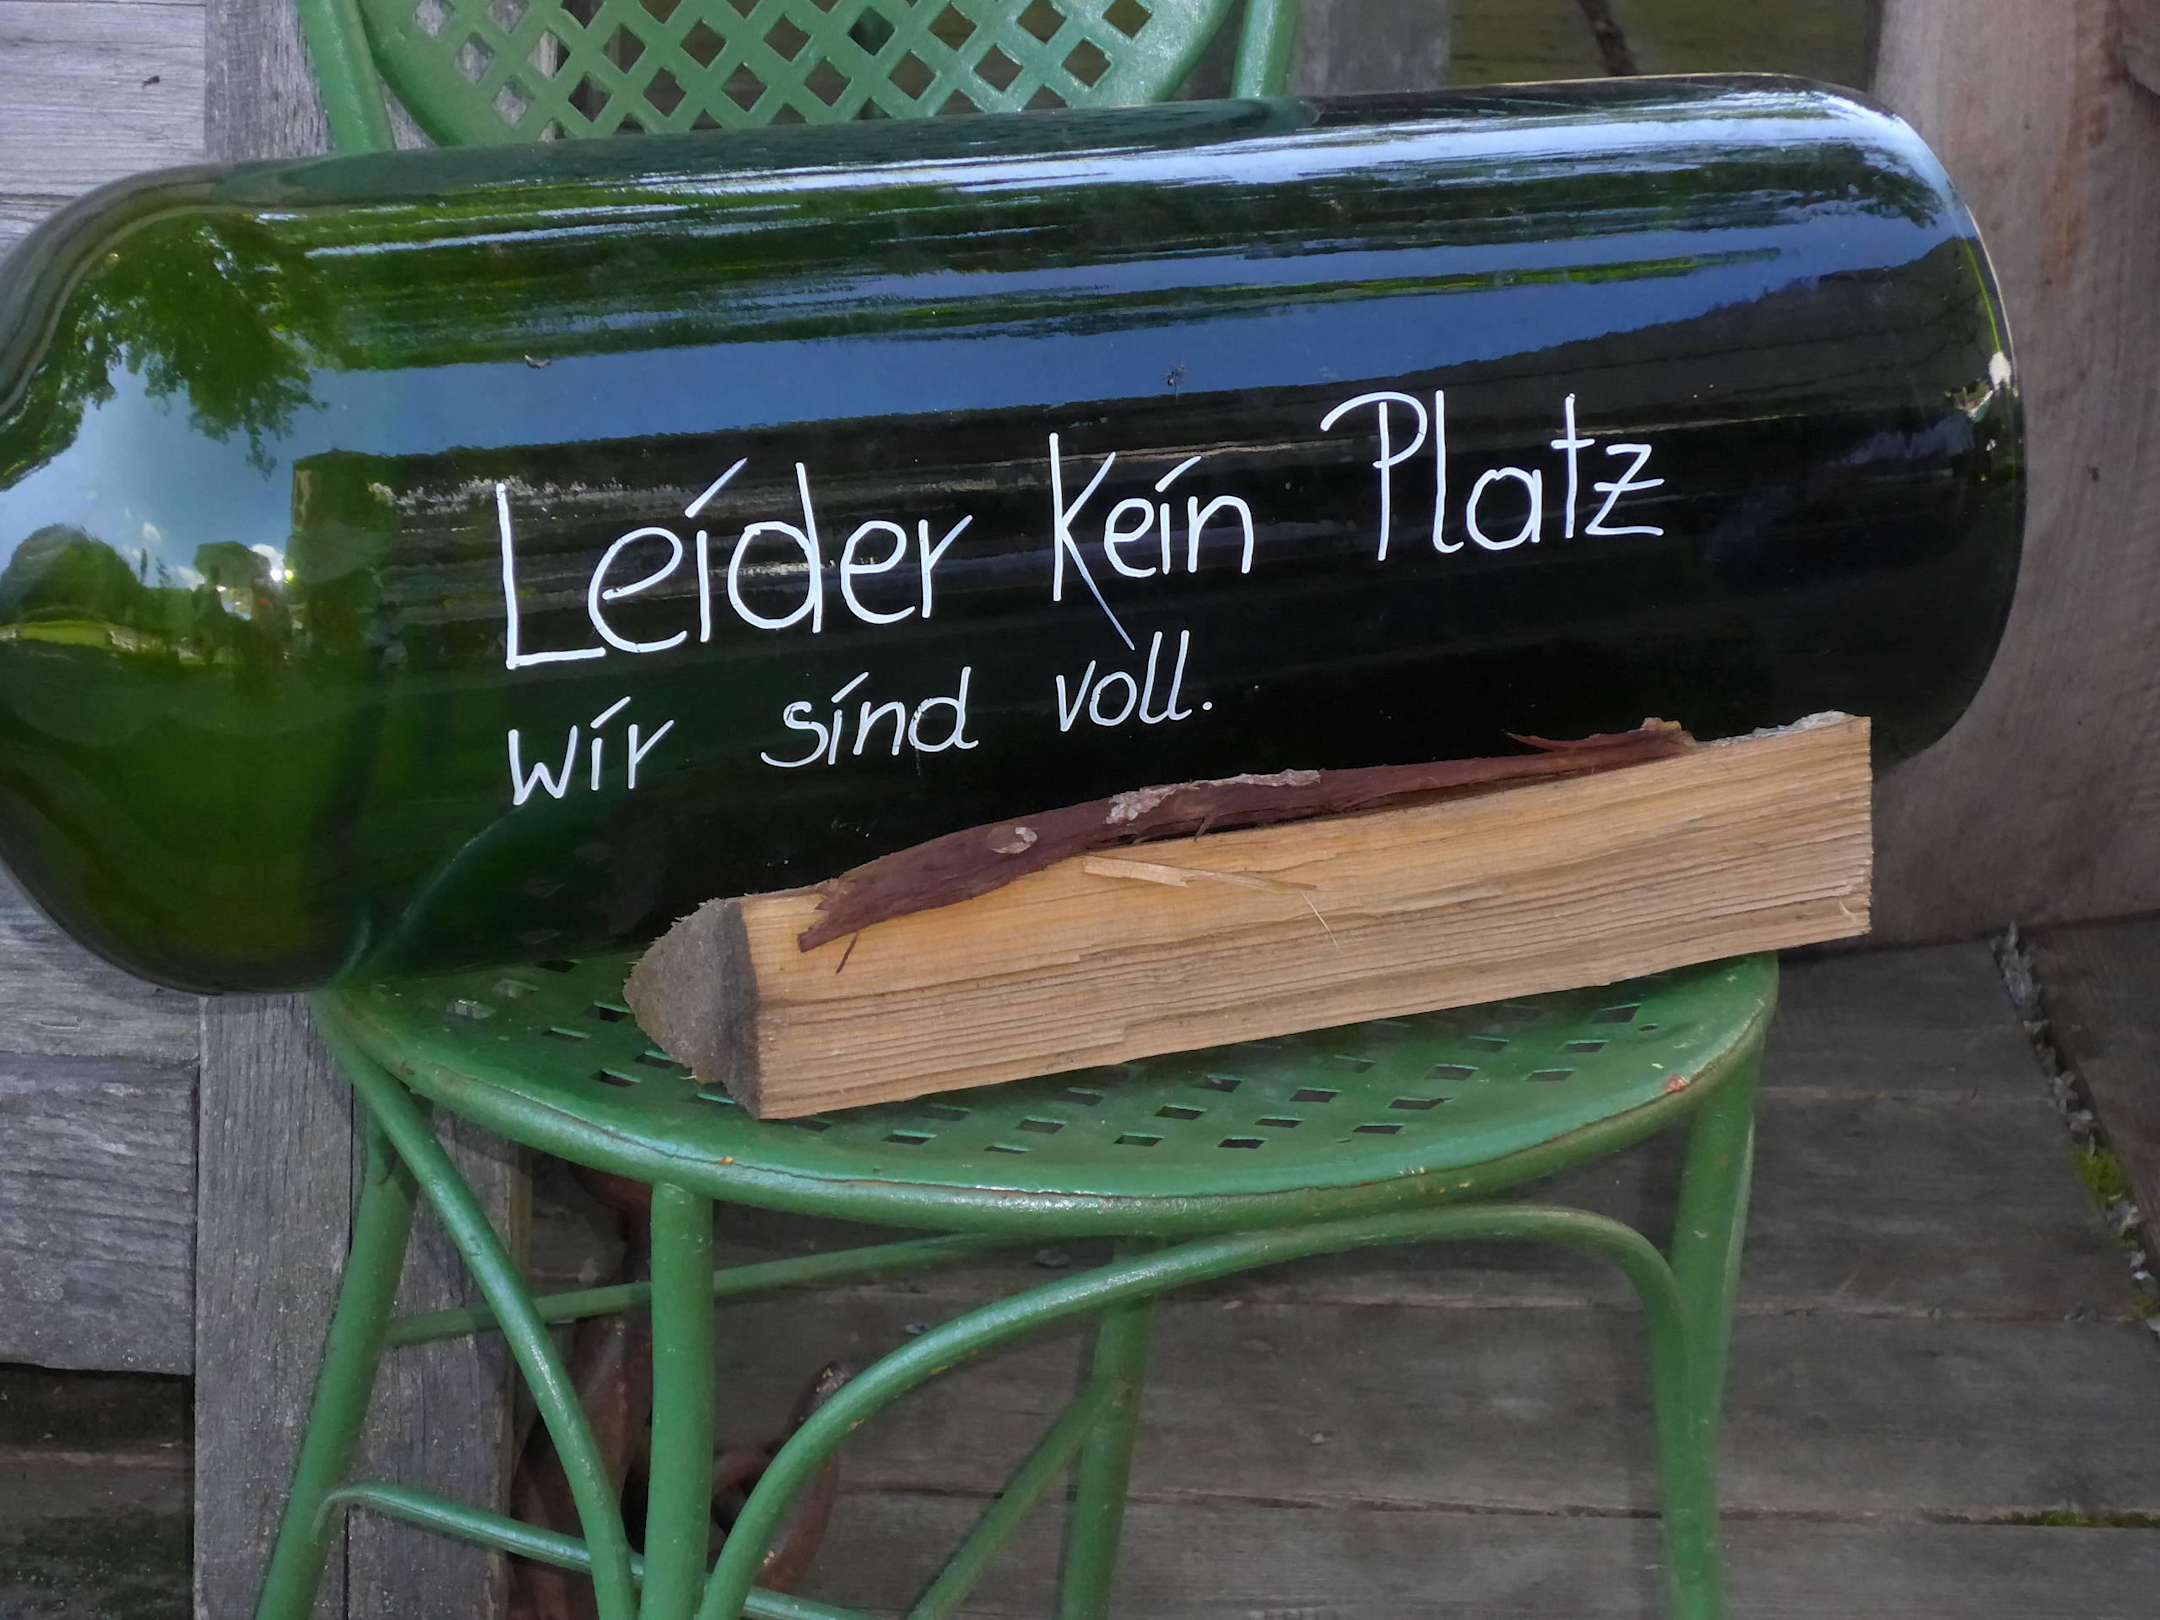 Leider kein Platz
wir sind voll.